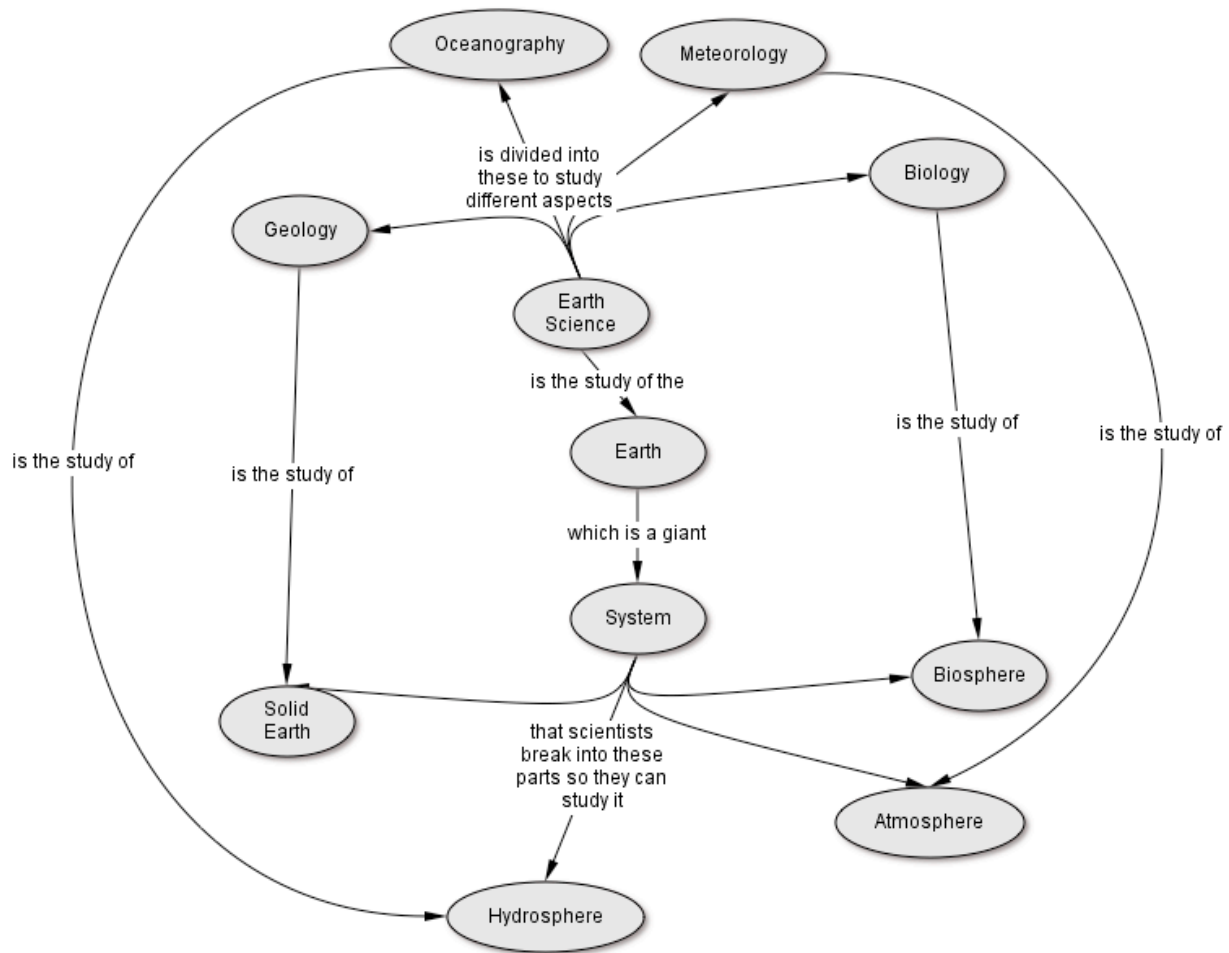 Oceanography
Meteorology
is divided into
these to study
different aspects
Biology
Geology
Earth
Science
is the study of the
Earth
is the study of
is the study of
is the study of
is the study of
which is a giant
System
Biosphere
Solid
Earth
that scientists
break into these
parts so they can
study it
Atmosphere
Hydrosphere